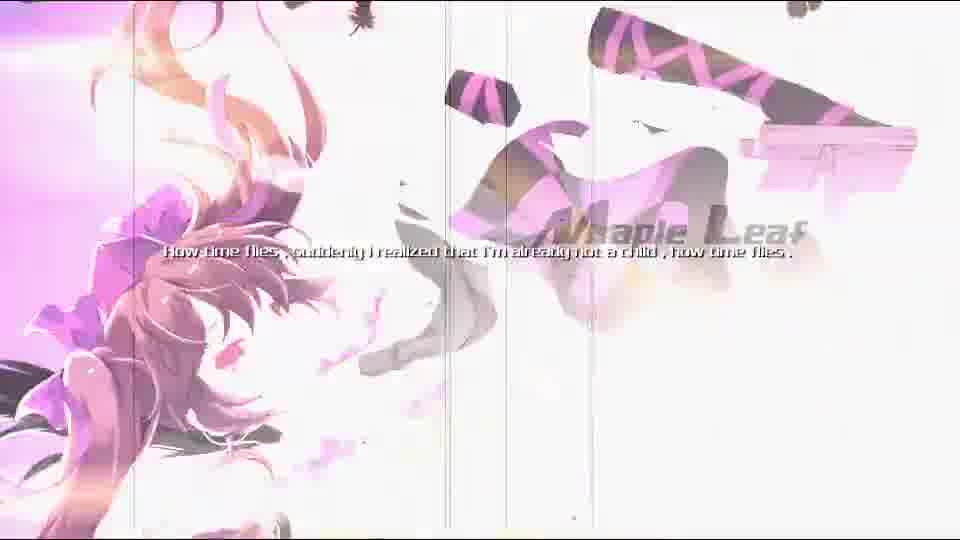 Maple Leaf
How time flies , suddenly i realized that i'm already not a child , how time flies .